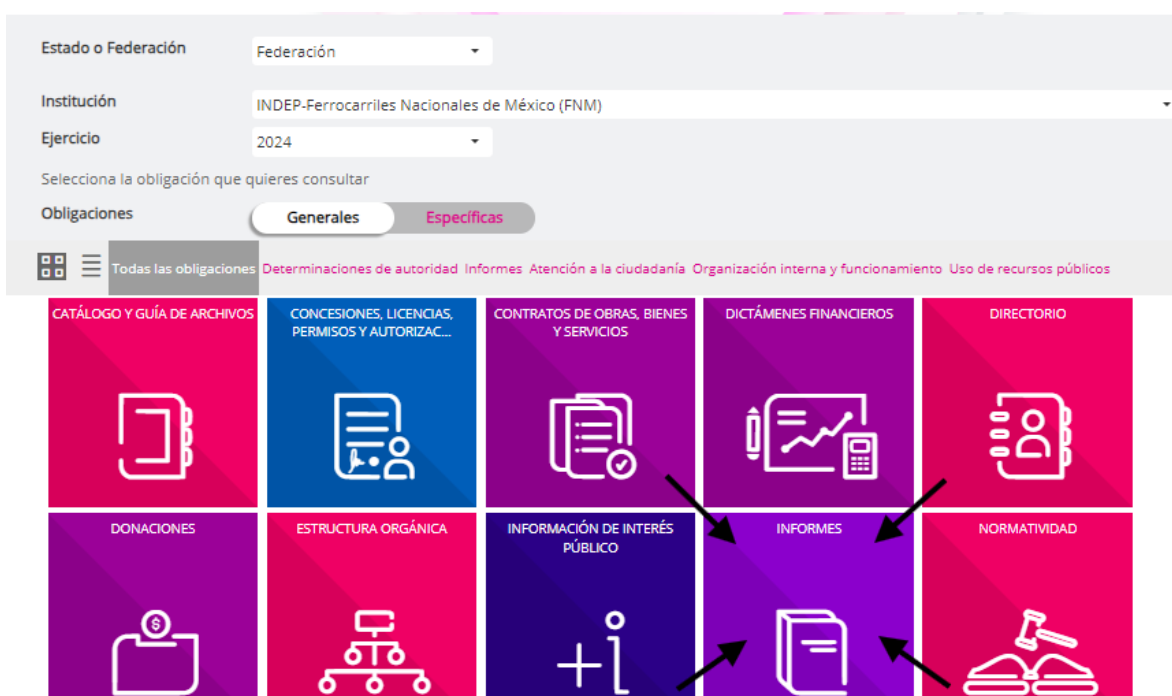 Estado o Federación
Federación
Institución
INDEP-Ferrocarriles Nacionales de México (FNM)
Ejercicio
2024
Selecciona la obligación que quieres consultar
Obligaciones
Generales
Específicas
Todas las obligaciones Determinaciones de autoridad Informes Atención a la ciudadanía Organización interna y funcionamiento Uso de recursos públicos
CATÁLOGO Y GUÍA DE ARCHIVOS
CONCESIONES, LICENCIAS,
PERMISOS Y AUTORIZAC...
CONTRATOS DE OBRAS, BIENES
Y SERVICIOS
DICTÁMENES FINANCIEROS
DIRECTORIO
DONACIONES
ESTRUCTURA ORGÁNICA
INFORMACIÓN DE INTERÉS
PÚBLICO
INFORMES
NORMATIVIDAD